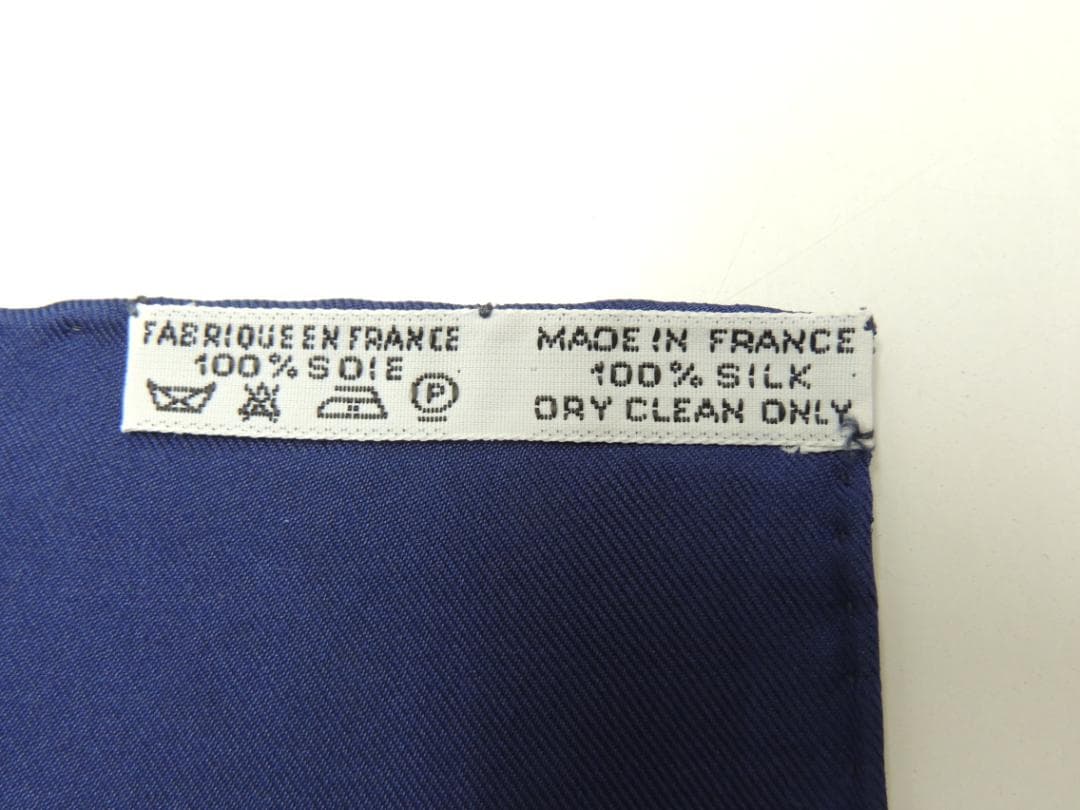 FABRIQUE EN FRANCE
100% SOIE
P
MADE IN FRANCE
100% SILK
DRY CLEAN ONLY